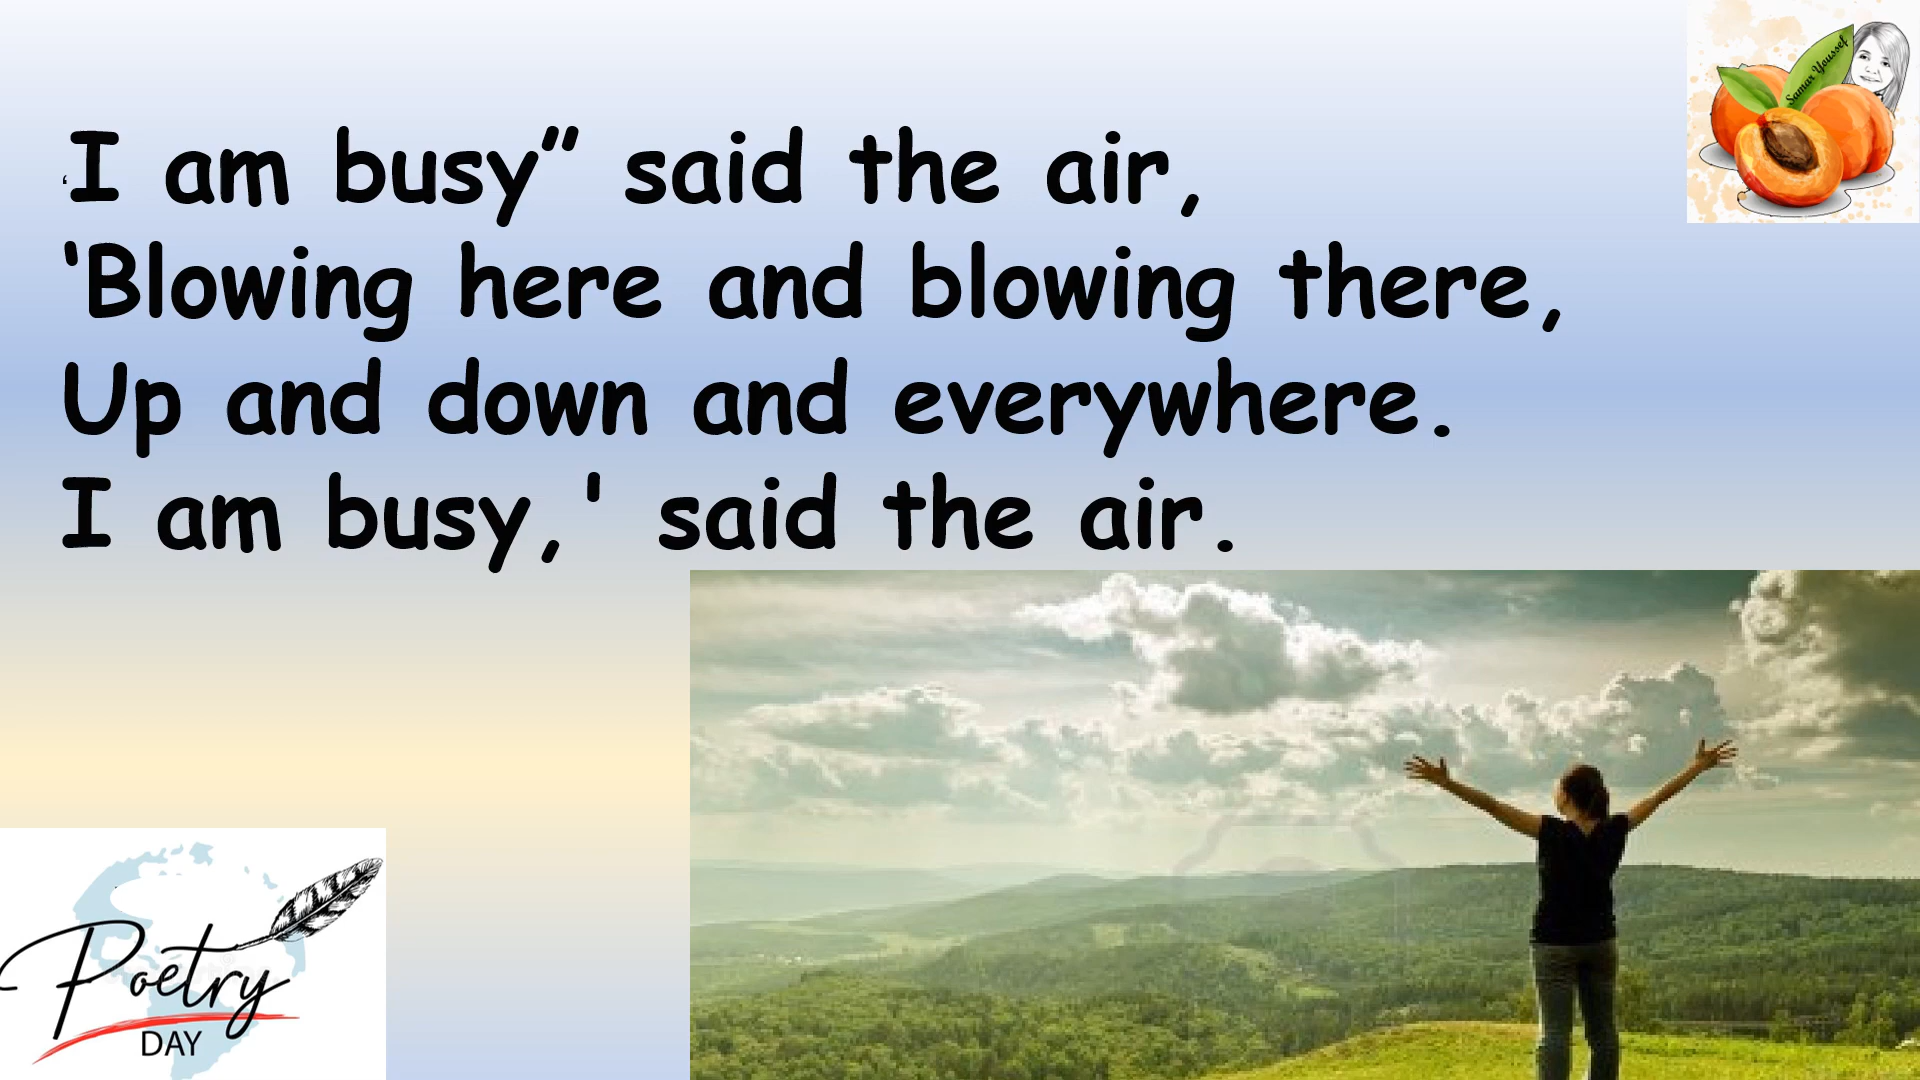 ‘I am busy” said the air,
‘Blowing here and blowing there,
Up and down and everywhere.
I am busy,' said the air.
Samar Youssef
Poetry
DAY